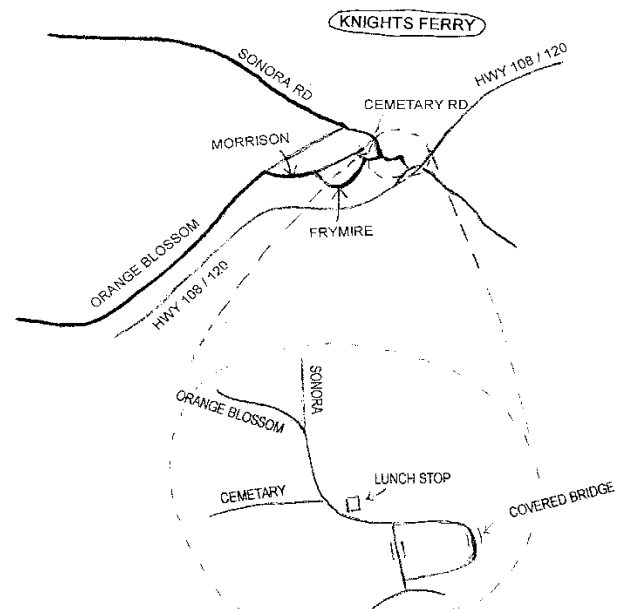 KNIGHTS FERRY
SONORA RD
HWY 108 / 120
CEMETARY RD
MORRISON
FRYMIRE
ORANGE BLOSSOM
HWY 108 / 120
SONORA
ORANGE BLOSSOM
LUNCH STOP
CEMETARY
COVERED BRIDGE